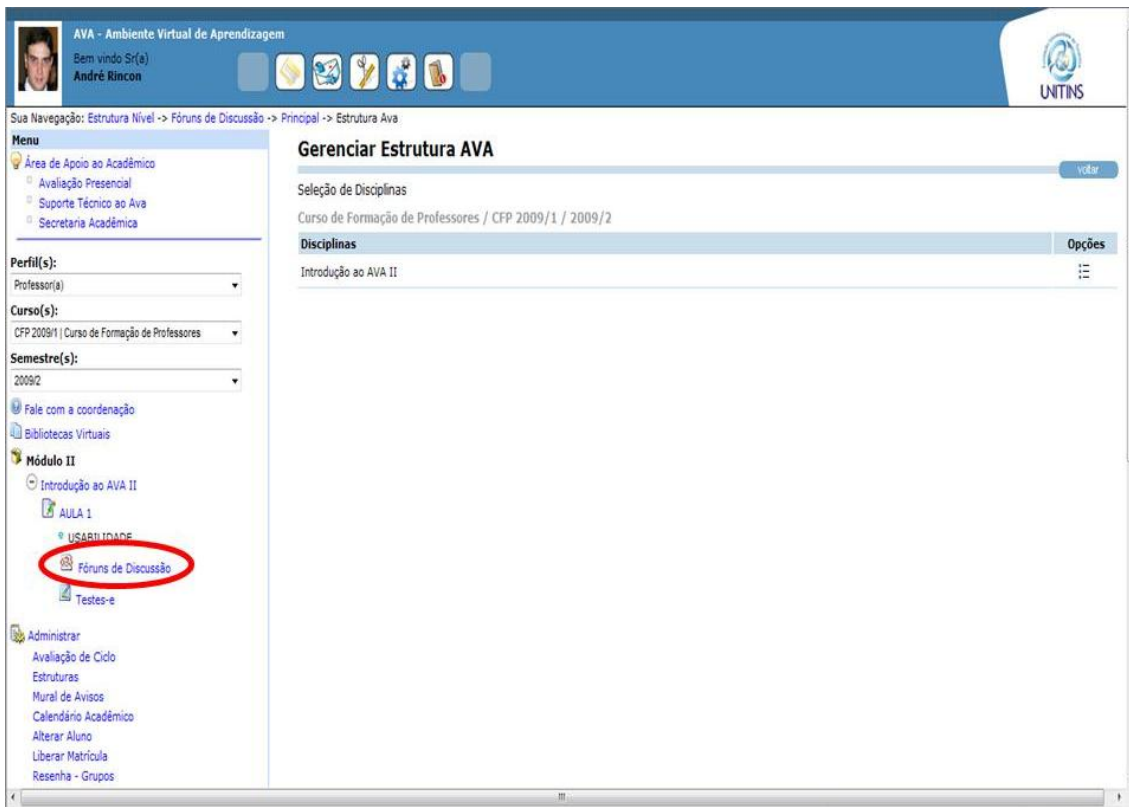 AVA - Ambiente Virtual de Aprendizagem
Bem vindo Sr(a)
André Rincon
UNITINS
Sua Navegação: Estrutura Nível -> Fóruns de Discussão -> Principal -> Estrutura Ava
Menu
Área de Apoio ao Acadêmico
Avaliação Presencial
Suporte Técnico ao Ava
Secretaria Acadêmica
Perfil(s):
Professor(a)
Curso(s):
CFP 2009/1 | Curso de Formação de Professores
Semestre(s):
2009/2
Fale com a coordenação
Bibliotecas Virtuais
Módulo II
Introdução ao AVA II
AULA 1
USABILIDADE
Fóruns de Discussão
Testes-e
Administrar
Avaliação de Ciclo
Estruturas
Mural de Avisos
Calendário Acadêmico
Alterar Aluno
Liberar Matrícula
Resenha - Grupos
Gerenciar Estrutura AVA
voltar
Seleção de Disciplinas
Curso de Formação de Professores / CFP 2009/1 / 2009/2
Disciplinas Opções
Introdução ao AVA II